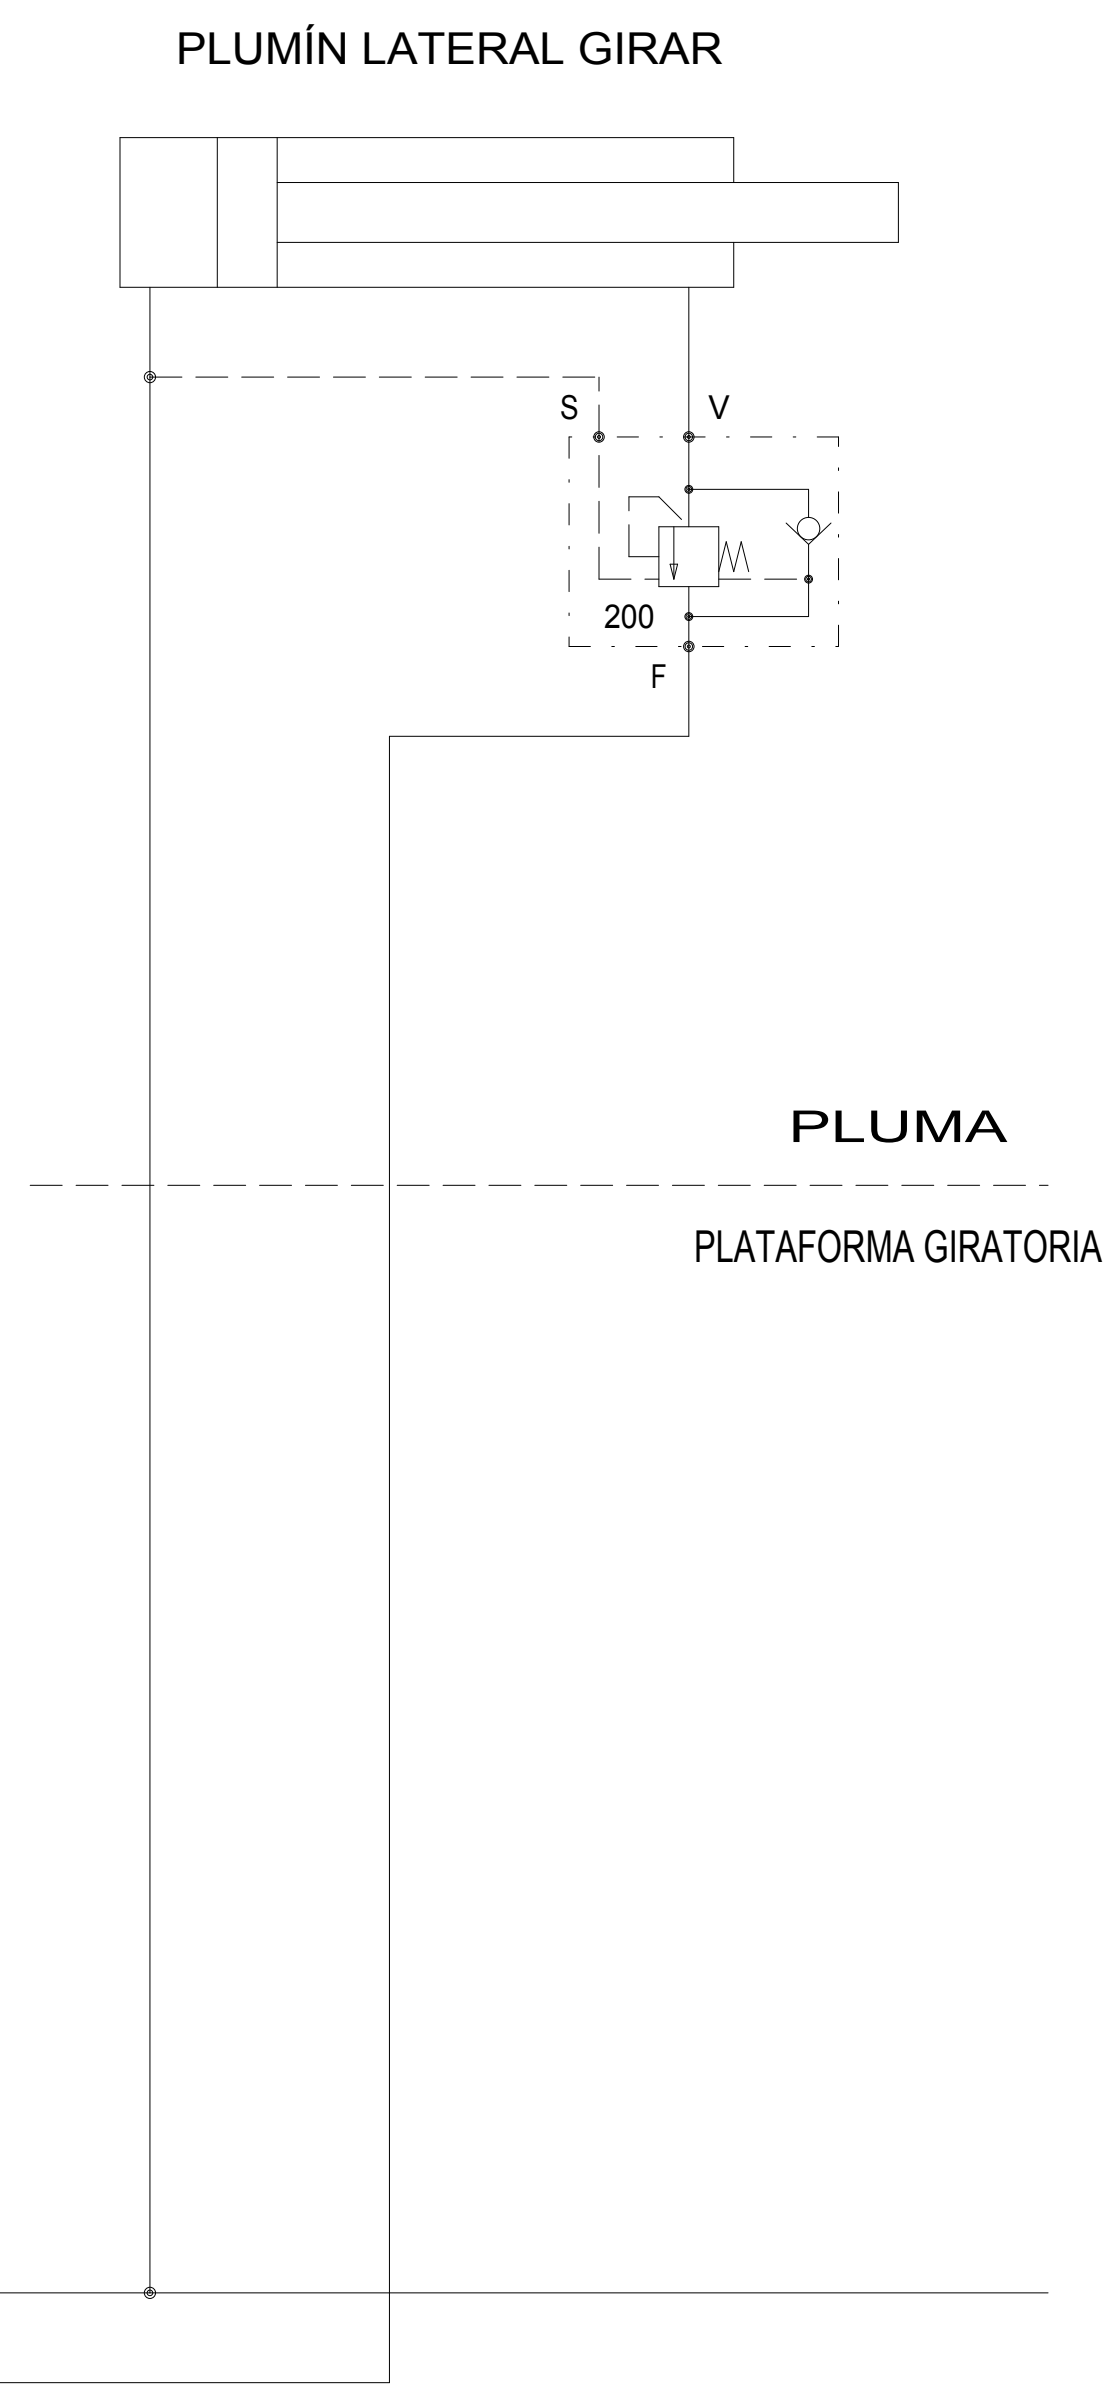 PLUMÍN LATERAL GIRAR
S
V
200
F
PLUMA
PLATAFORMA GIRATORIA